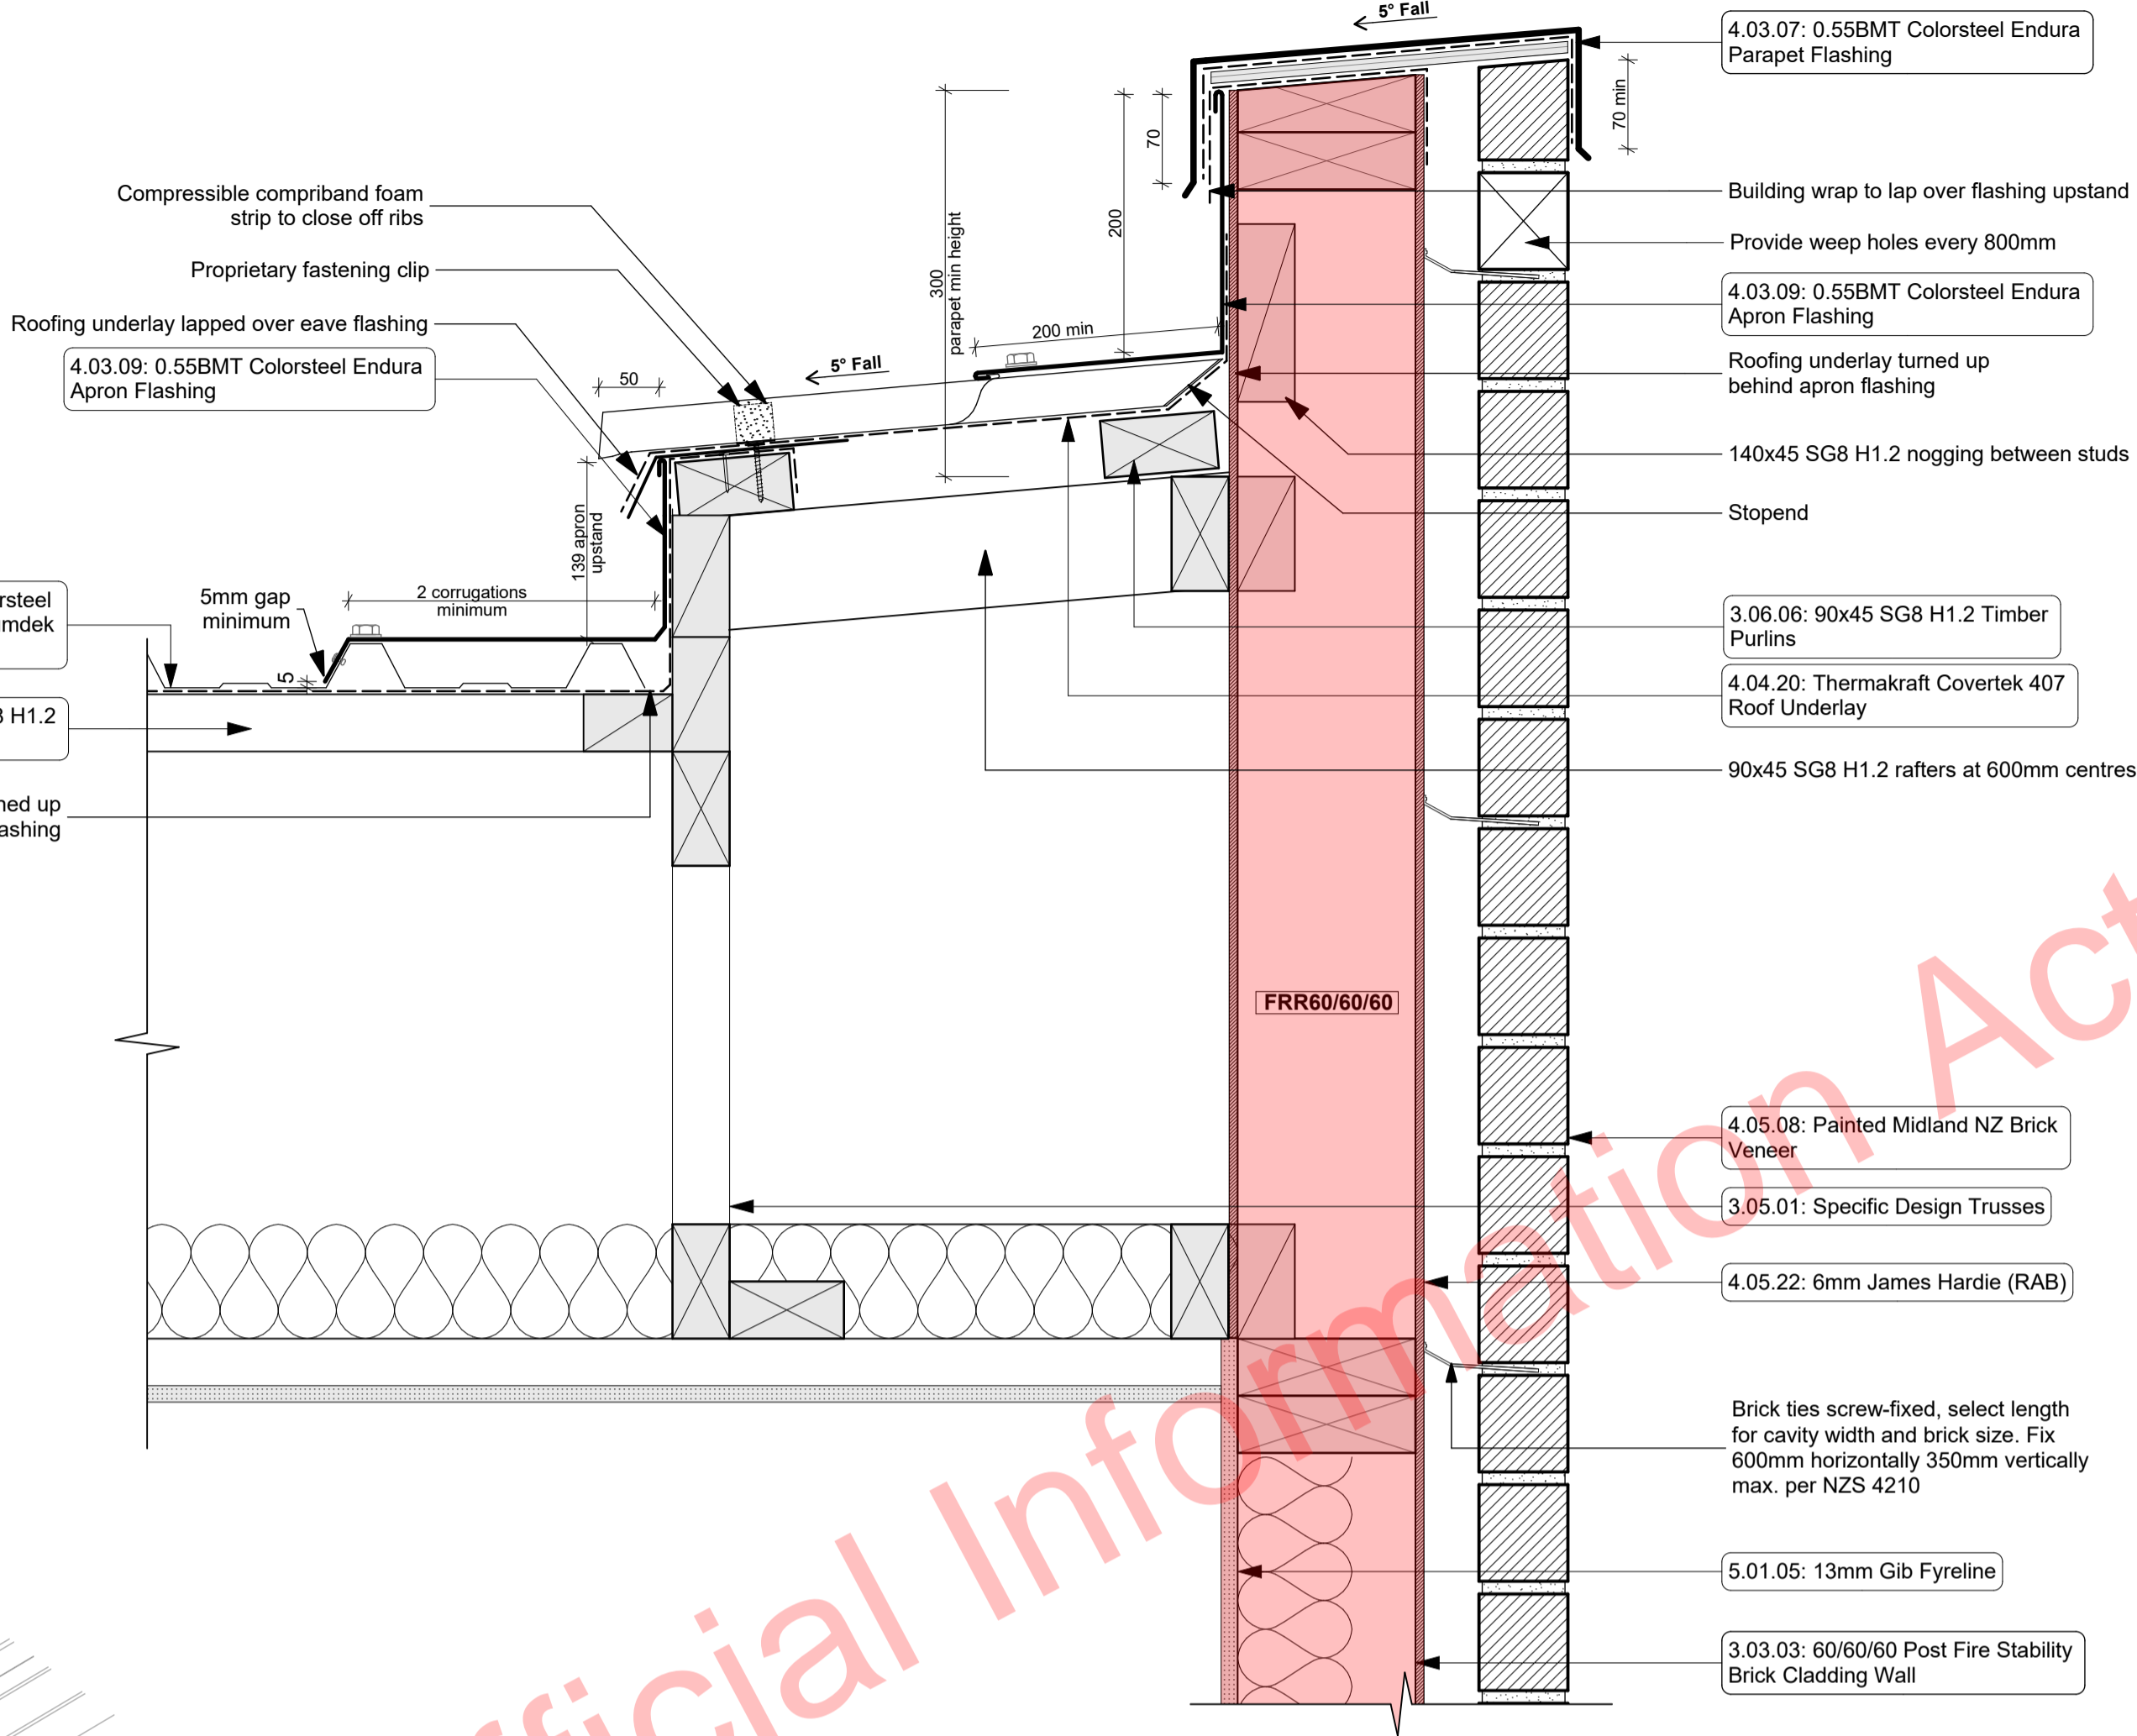 5° Fall
4.03.07: 0.55BMT Colorsteel Endura
Parapet Flashing
70 min
70
200
300
parapet min height
Compressible compriband foam
strip to close off ribs
Building wrap to lap over flashing upstand
Proprietary fastening clip
Provide weep holes every 800mm
Roofing underlay lapped over eave flashing
4.03.09: 0.55BMT Colorsteel Endura
Apron Flashing
4.03.09: 0.55BMT Colorsteel Endura
Apron Flashing
200 min
5° Fall
50
Roofing underlay turned up
behind apron flashing
140x45 SG8 H1.2 nogging between studs
Stopend
139 apron
upstand
2 corrugations
minimum
5mm gap
minimum
5
rsteel
mdek
3.06.06: 90x45 SG8 H1.2 Timber
Purlins
4.04.20: Thermakraft Covertek 407
Roof Underlay
H1.2
90x45 SG8 H1.2 rafters at 600mm centres
ned up
ashing
FRR60/60/60
4.05.08: Painted Midland NZ Brick
Veneer
3.05.01: Specific Design Trusses
4.05.22: 6mm James Hardie (RAB)
Brick ties screw-fixed, select length
for cavity width and brick size. Fix
600mm horizontally 350mm vertically
max. per NZS 4210
5.01.05: 13mm Gib Fyreline
3.03.03: 60/60/60 Post Fire Stability
Brick Cladding Wall
fficial Information Act